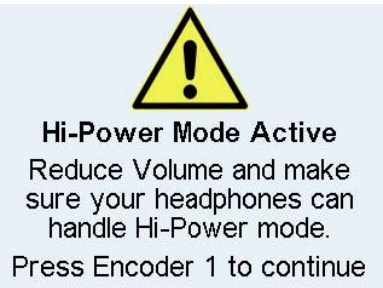 Hi-Power Mode Active
Reduce Volume and make
sure your headphones can
handle Hi-Power mode.
Press Encoder 1 to continue